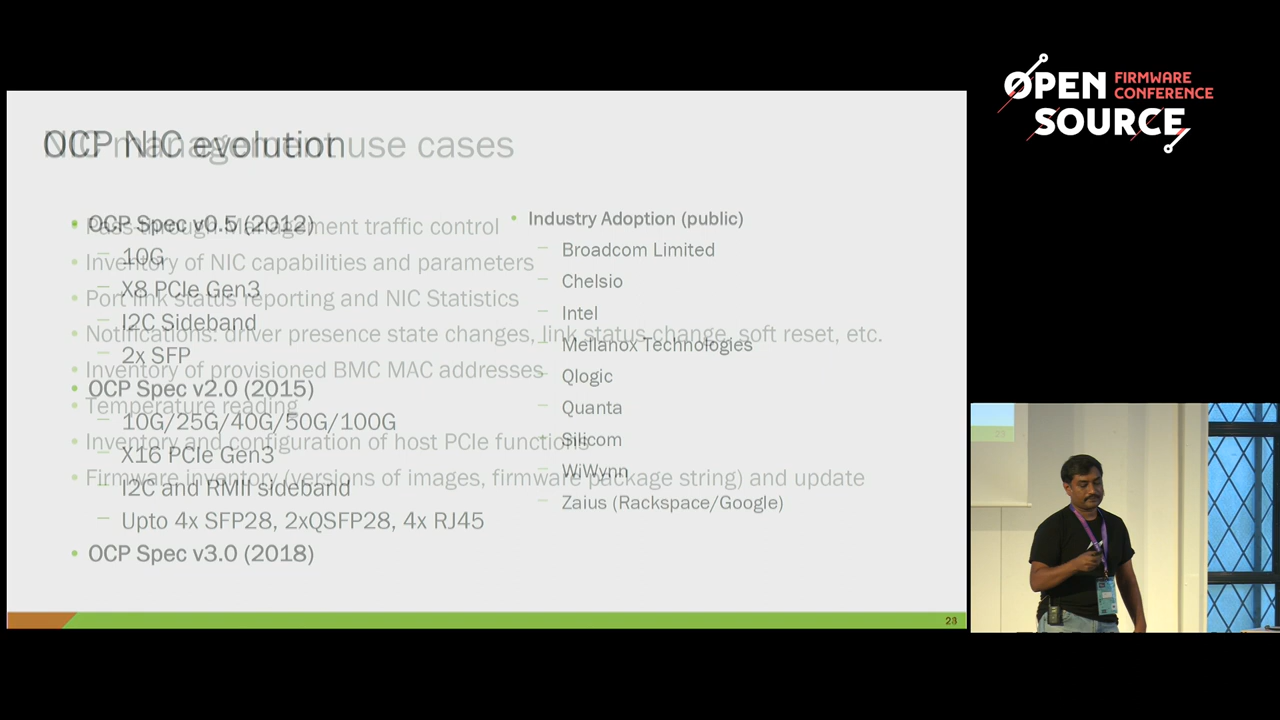 OPEN FIRMWARE CONFERENCE
SOURCE
OCP NIC evolution
NIC management use cases
OCP Spec v0.5 (2012)
10G
X8 PCIe Gen3
I2C Sideband
2x SFP
OCP Spec v2.0 (2015)
10G/25G/40G/50G/100G
X16 PCIe Gen3
I2C and RMII sideband
Upto 4x SFP28, 2xQSFP28, 4x RJ45
OCP Spec v3.0 (2018)
Industry Adoption (public)
Broadcom Limited
Chelsio
Intel
Mellanox Technologies
Qlogic
Quanta
Silicom
WiWynn
Zaius (Rackspace/Google)
Pass-through Management traffic control
Inventory of NIC capabilities and parameters
Port link status reporting and NIC Statistics
Notifications: driver presence state changes, link status change, soft reset, etc.
Inventory of provisioned BMC MAC addresses
Temperature reading
Inventory and configuration of host PCIe functions
Firmware inventory (versions of images, firmware package string) and update